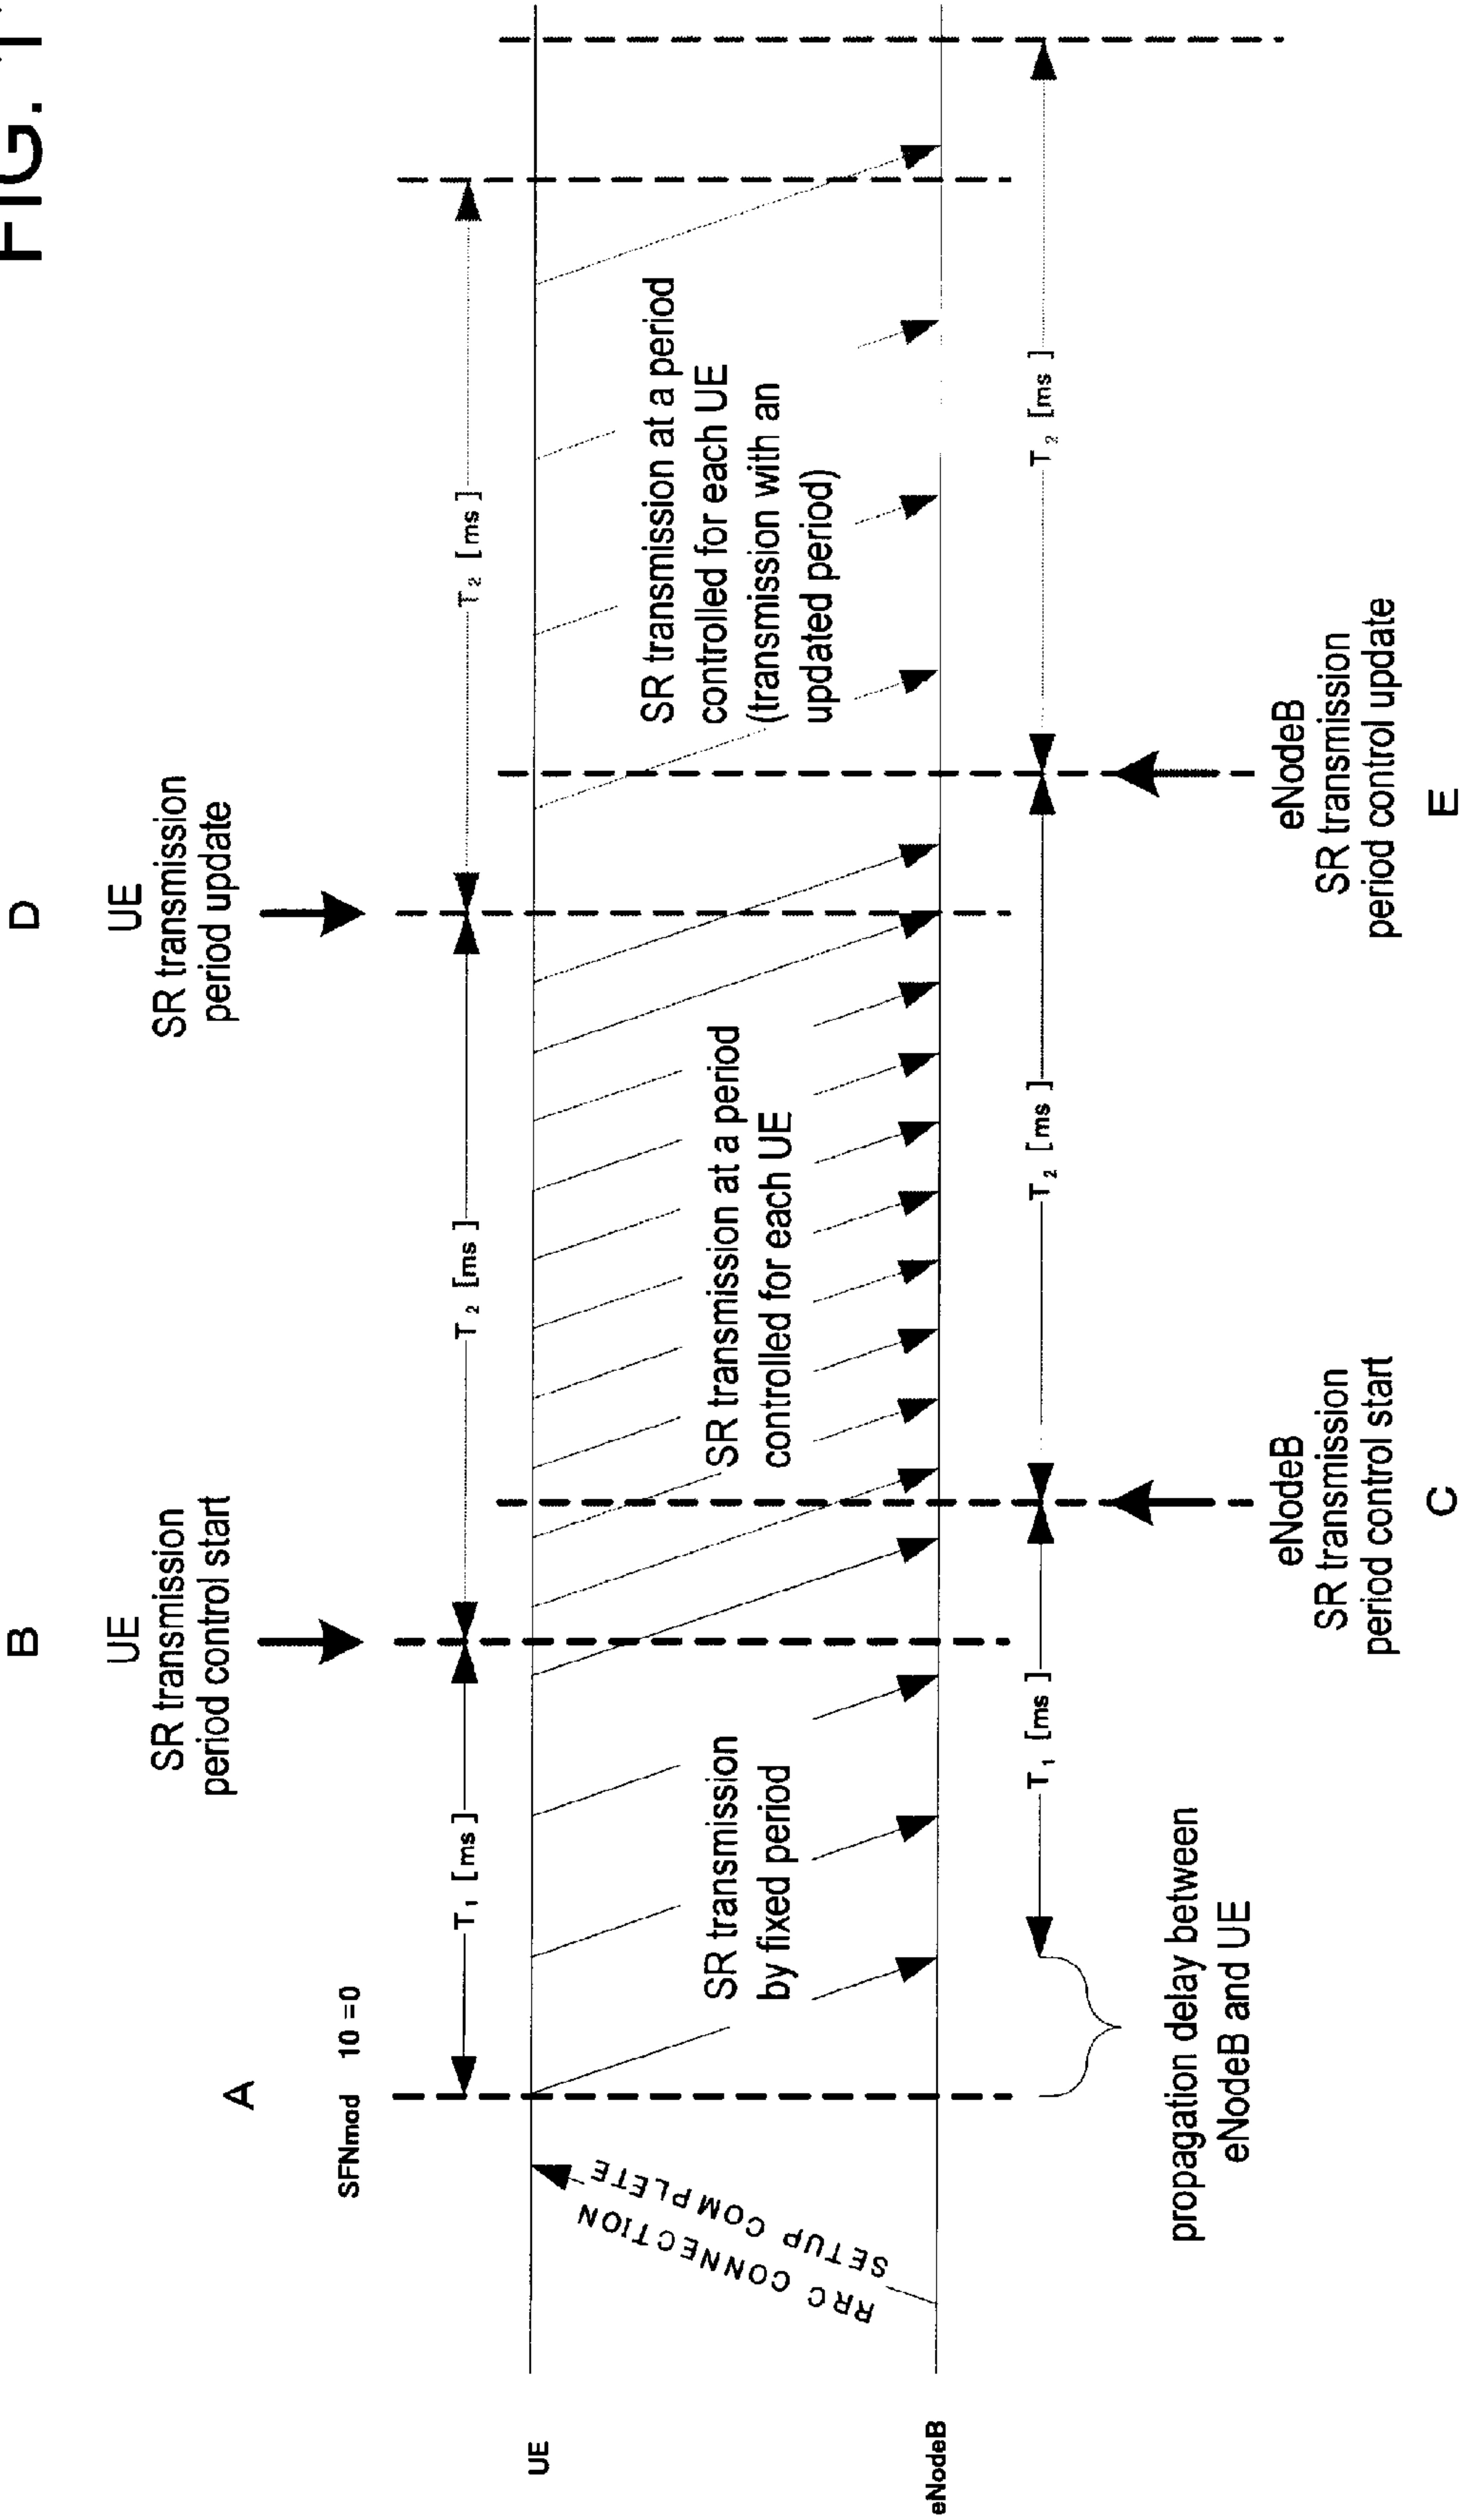 FIG. 1
A
SFNmod 10 =0
B
UE
SR transmission
period control start
D
UE
SR transmission
period update
T1 [ms]
T2 [ms]
T2 [ms]
UE
RRC CONNECTION
SETUP COMPLETE
SR transmission
by fixed period
SR transmission at a period
controlled for each UE
SR transmission at a period
controlled for each UE
(transmission with an
updated period)
eNodeB
T1 [ms]
T2 [ms]
T2 [ms]
propagation delay between
eNodeB and UE
eNodeB
SR transmission
period control start
C
eNodeB
SR transmission
period control update
E